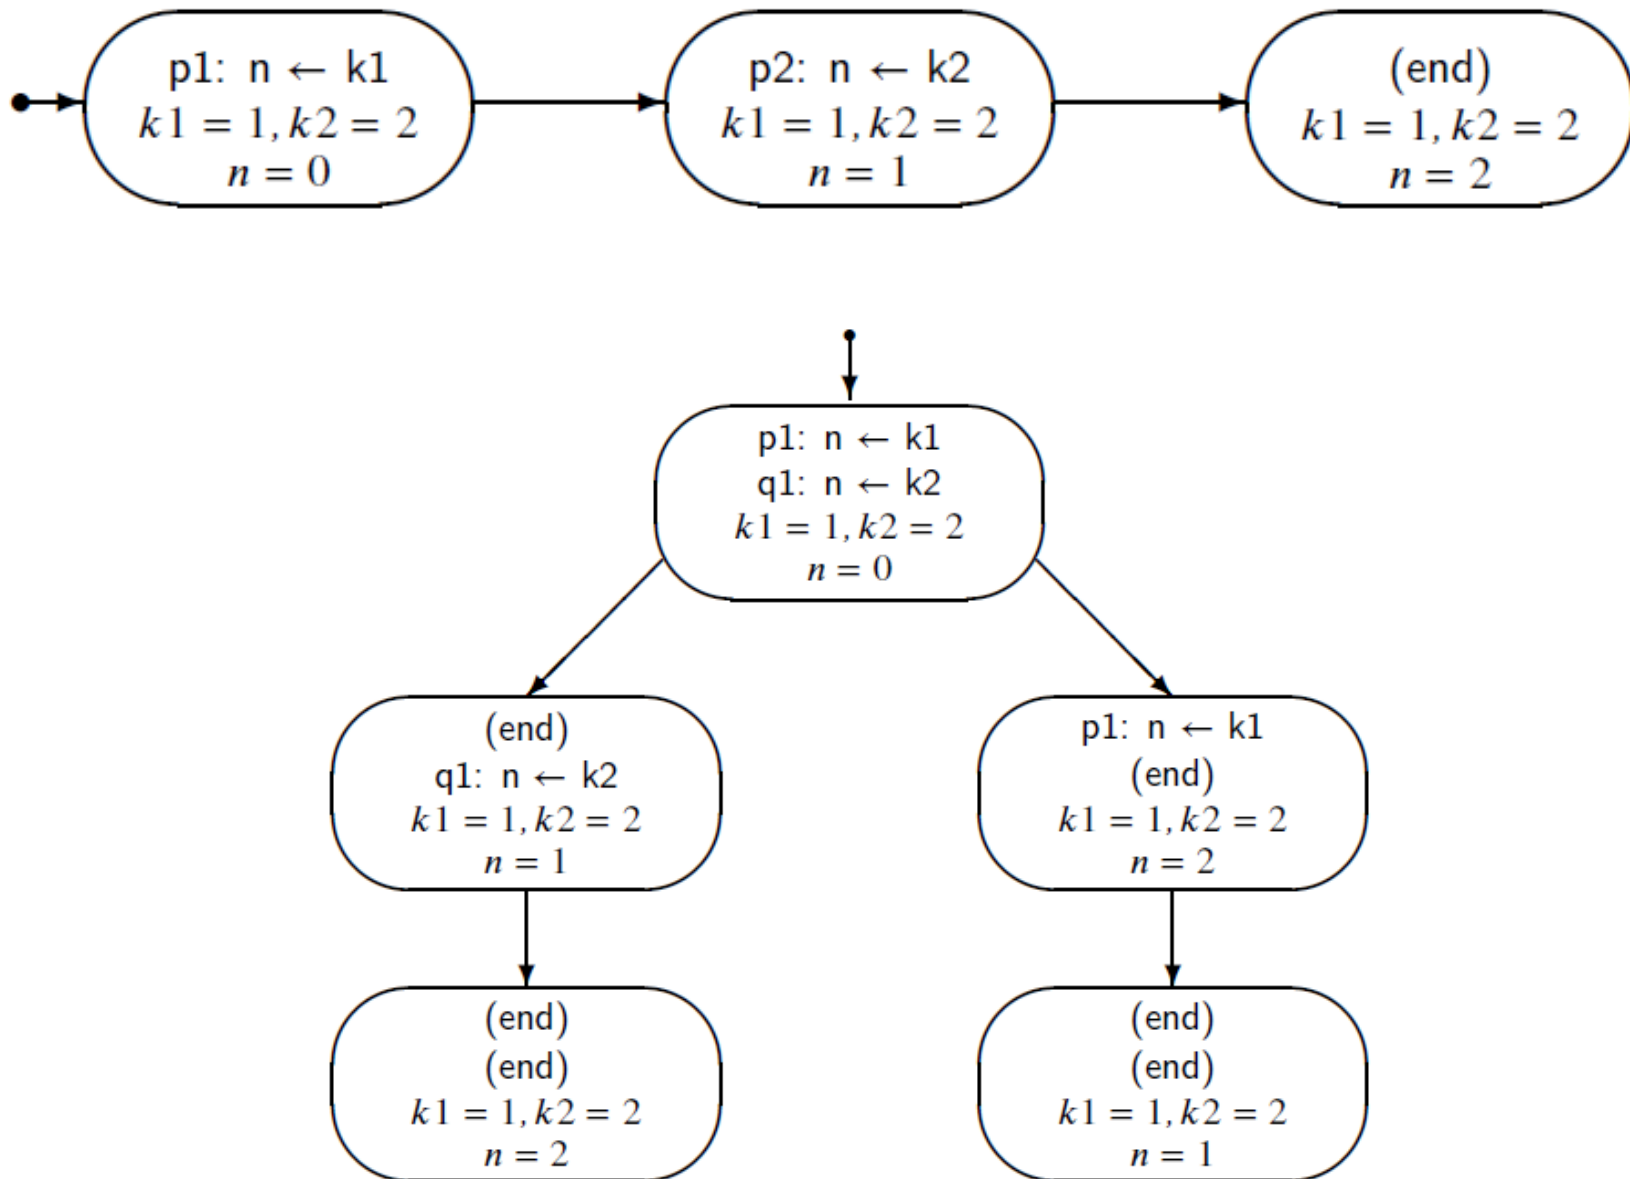 p1: n ← k1
k1 = 1, k2 = 2
n = 0
p2: n ← k2
k1 = 1, k2 = 2
n = 1
(end)
k1 = 1, k2 = 2
n = 2
p1: n ← k1
q1: n ← k2
k1 = 1, k2 = 2
n = 0
(end)
q1: n ← k2
k1 = 1, k2 = 2
n = 1
p1: n ← k1
(end)
k1 = 1, k2 = 2
n = 2
(end)
(end)
k1 = 1, k2 = 2
n = 2
(end)
(end)
k1 = 1, k2 = 2
n = 1